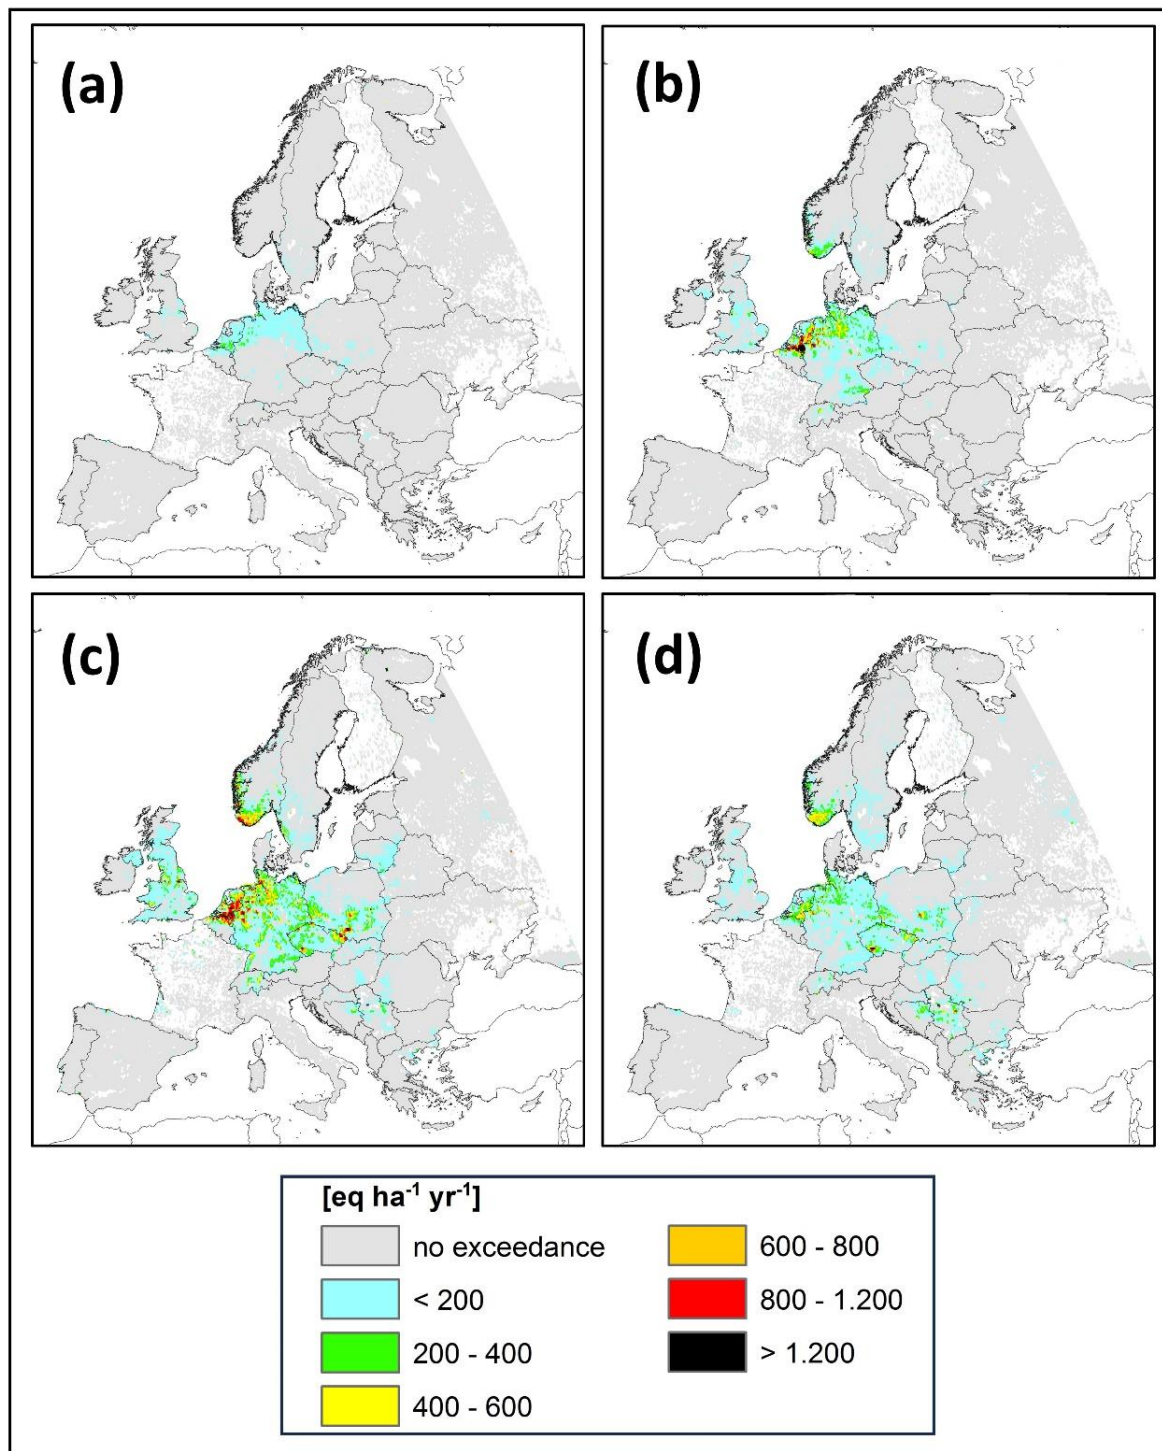 (a)
(b)
(c)
(d)
[eq ha⁻¹ yr⁻¹]
no exceedance
< 200
200 - 400
400 - 600
600 - 800
800 - 1.200
> 1.200